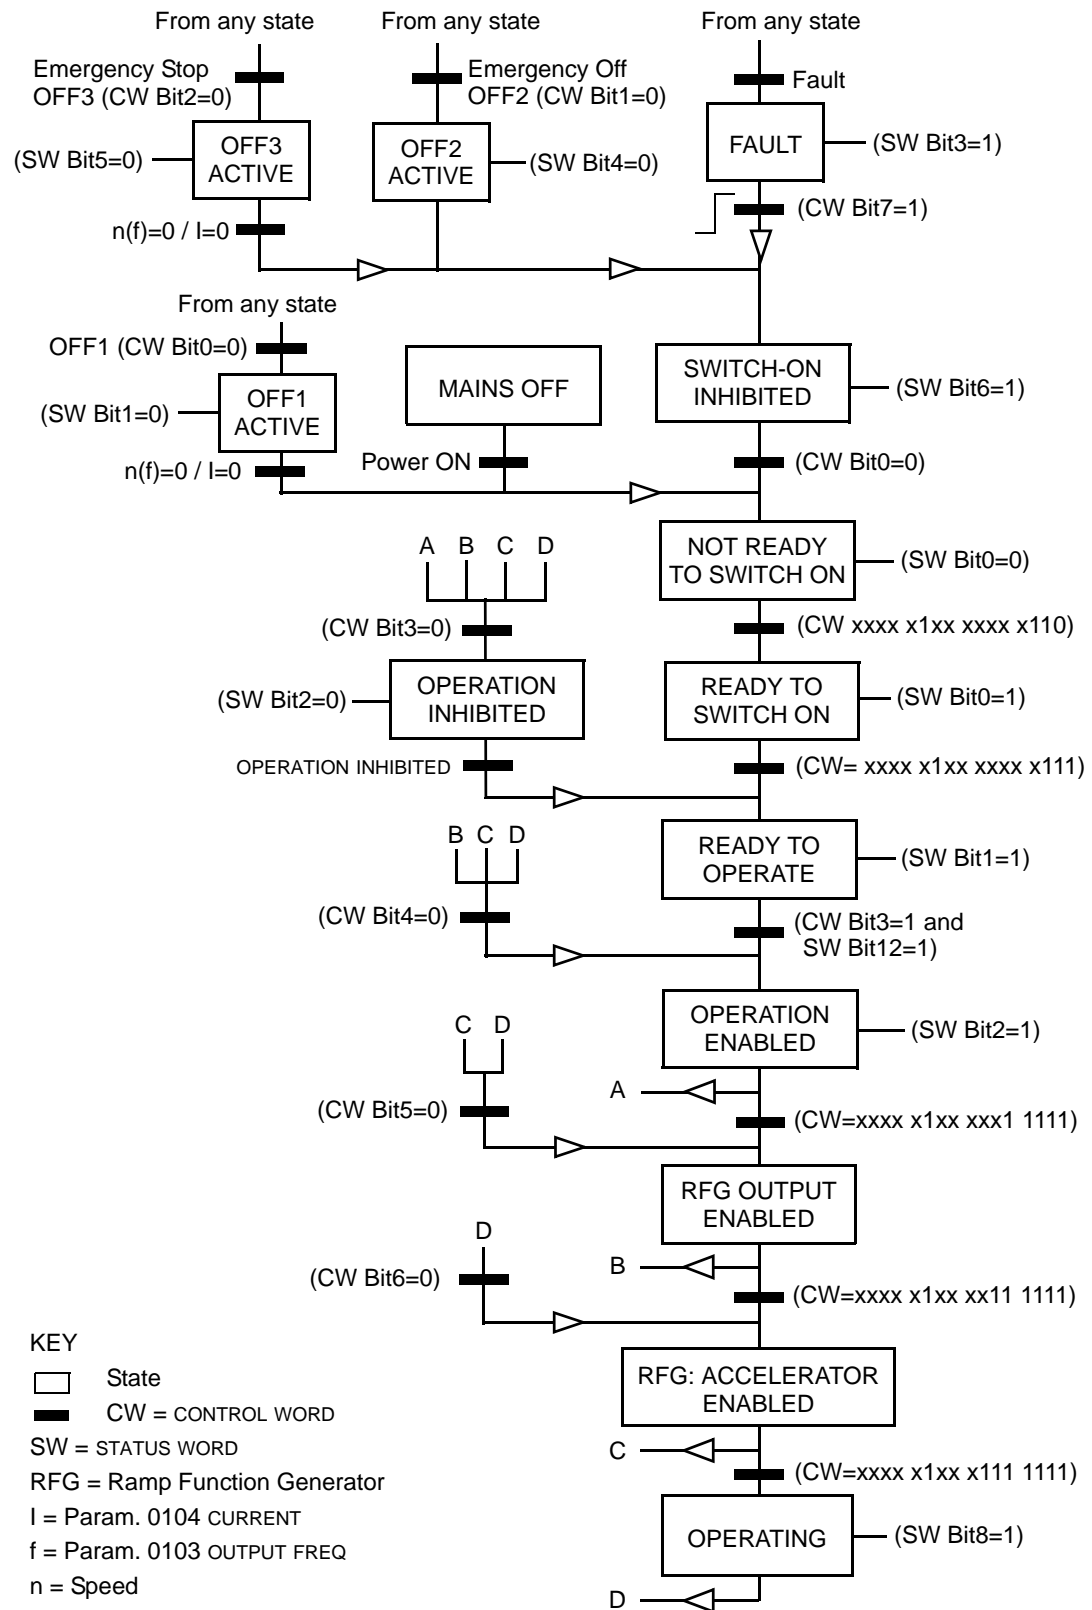 From any state
From any state
From any state
Emergency Stop
OFF3 (CW Bit2=0)
Emergency Off
OFF2 (CW Bit1=0)
Fault
(SW Bit5=0)
OFF3
ACTIVE
OFF2
ACTIVE
(SW Bit4=0)
FAULT
(SW Bit3=1)
n(f)=0 / I=0
(CW Bit7=1)
From any state
OFF1 (CW Bit0=0)
(SW Bit1=0)
OFF1
ACTIVE
MAINS OFF
SWITCH-ON
INHIBITED
(SW Bit6=1)
n(f)=0 / I=0
Power ON
(CW Bit0=0)
A B C D
NOT READY
TO SWITCH ON
(SW Bit0=0)
(CW Bit3=0)
(CW xxxx x1xx xxxx x110)
(SW Bit2=0)
OPERATION
INHIBITED
READY TO
SWITCH ON
(SW Bit0=1)
OPERATION INHIBITED
(CW= xxxx x1xx xxxx x111)
B C D
READY TO
OPERATE
(SW Bit1=1)
(CW Bit4=0)
(CW Bit3=1 and
SW Bit12=1)
C D
OPERATION
ENABLED
(SW Bit2=1)
A
(CW Bit5=0)
(CW=xxxx x1xx xxx1 1111)
RFG OUTPUT
ENABLED
D
B
(CW Bit6=0)
(CW=xxxx x1xx xx11 1111)
RFG: ACCELERATOR
ENABLED
C
(CW=xxxx x1xx x111 1111)
OPERATING
(SW Bit8=1)
D
KEY
State
CW = CONTROL WORD
SW = STATUS WORD
RFG = Ramp Function Generator
I = Param. 0104 CURRENT
f = Param. 0103 OUTPUT FREQ
n = Speed